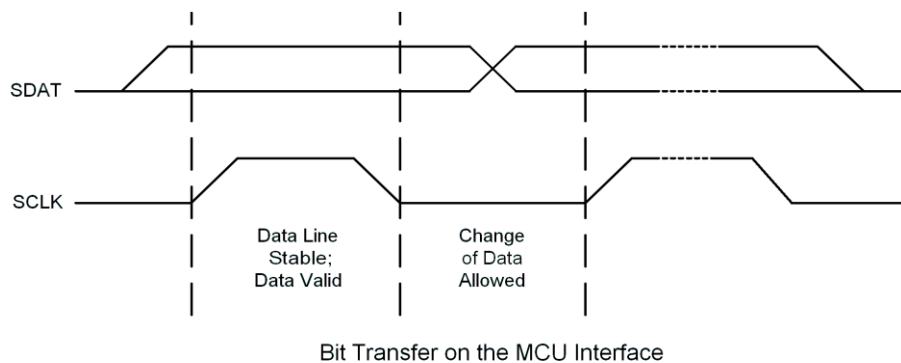 SDAT
SCLK
Data Line
Stable;
Data Valid
Change
of Data
Allowed
Bit Transfer on the MCU Interface